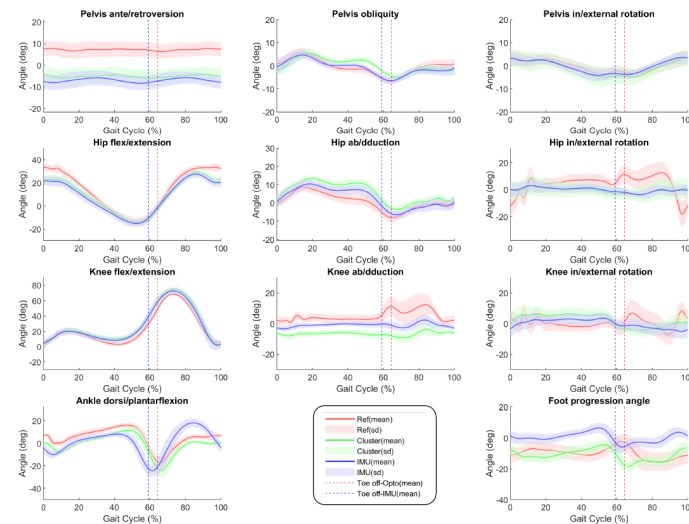 Pelvis ante/retroversion
Pelvis obliquity
Pelvis in/external rotation
Angle (deg)
20
10
0
-10
-20
0 20 40 60 80 100
Gait Cycle (%)
Angle (deg)
20
0
-20
0 20 40 60 80 100
Gait Cycle (%)
Angle (deg)
20
0
-20
0 20 40 60 80 100
Gait Cycle (%)
Hip flex/extension
Hip ab/dduction
Hip in/external rotation
Angle (deg)
40
20
0
-20
0 20 40 60 80 100
Gait Cycle (%)
Angle (deg)
30
20
10
0
-10
-20
0 20 40 60 80 100
Gait Cycle (%)
Angle (deg)
20
0
-20
0 20 40 60 80 100
Gait Cycle (%)
Knee flex/extension
Knee ab/dduction
Knee in/external rotation
Angle (deg)
80
60
40
20
0
-20
0 20 40 60 80 100
Gait Cycle (%)
Angle (deg)
20
0
-20
0 20 40 60 80 100
Gait Cycle (%)
Angle (deg)
20
0
-20
0 20 40 60 80 100
Gait Cycle (%)
Ankle dorsi/plantarflexion
Foot progression angle
Angle (deg)
40
20
0
-20
-40
0 20 40 60 80 100
Gait Cycle (%)
Ref(mean)
Ref(sd)
Cluster(mean)
Cluster(sd)
IMU(mean)
IMU(sd)
Toe off-Opto(mean)
Toe off-IMU(mean)
Angle (deg)
20
10
0
-10
-20
-30
-40
0 20 40 60 80 100
Gait Cycle (%)